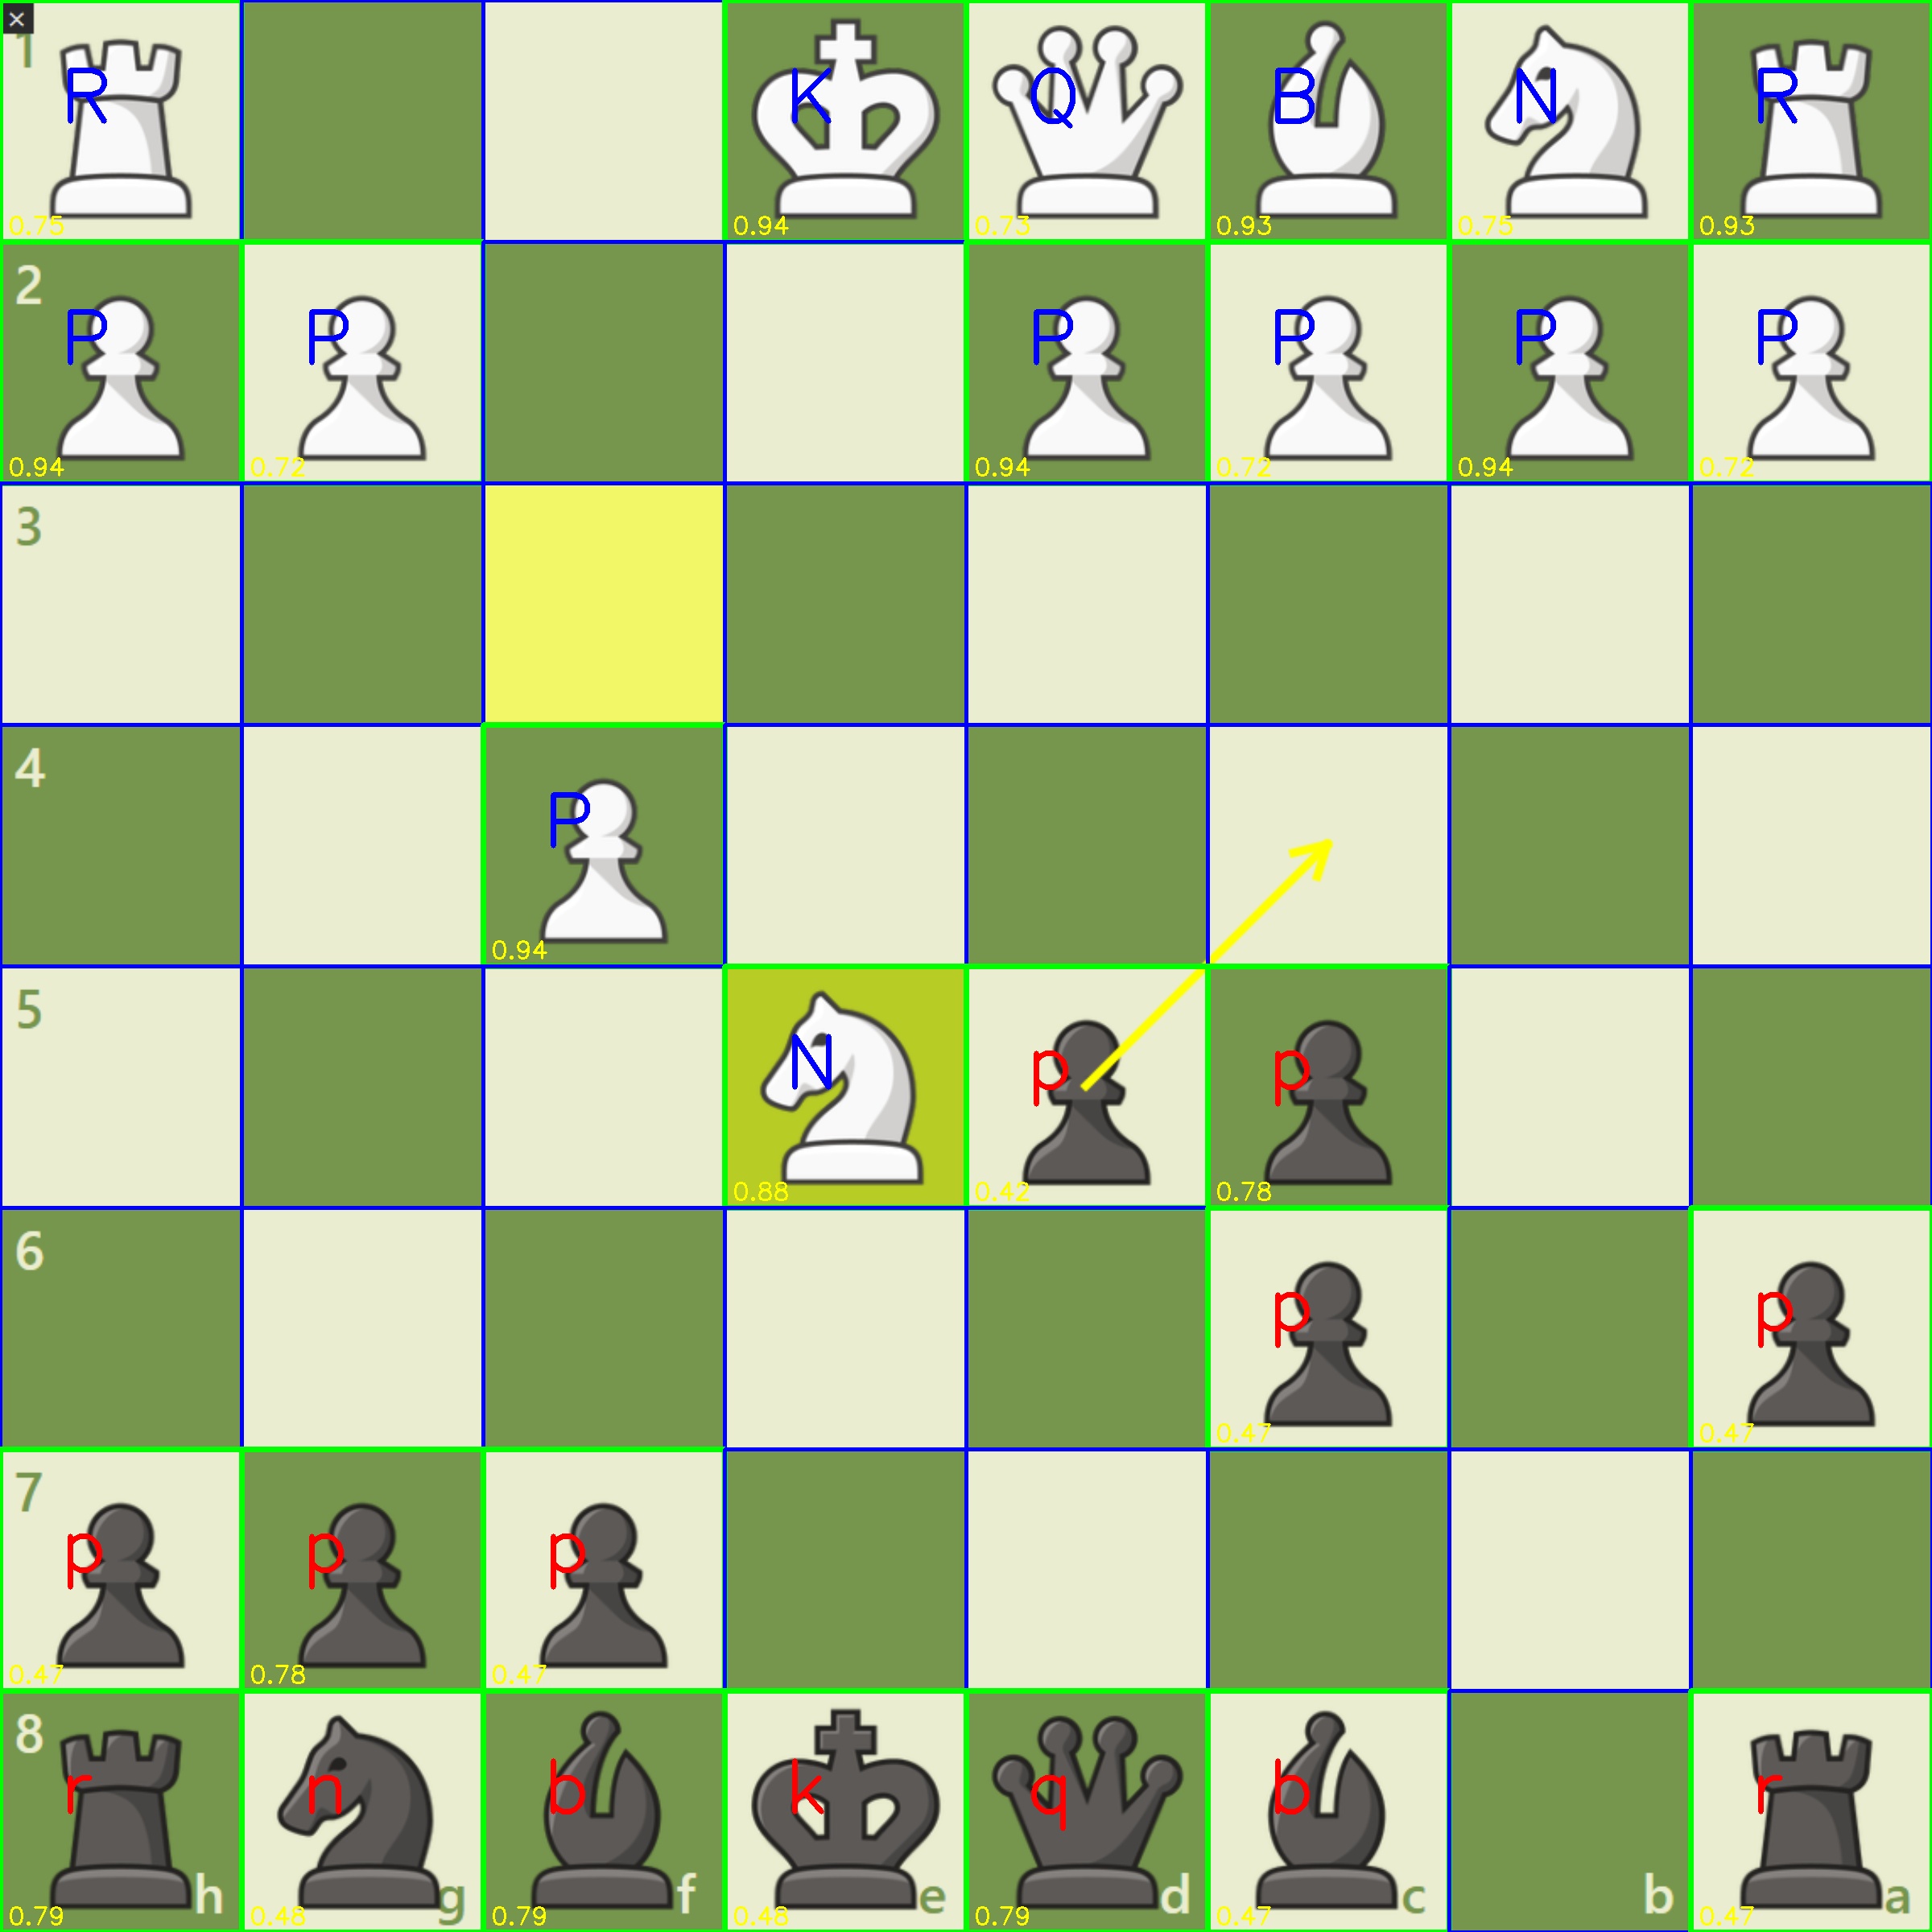 ×
1 R K Q B N R
0.75 0.94 0.73 0.93 0.75 0.93
2 P P P P P P
0.94 0.72 0.94 0.72 0.94 0.72
3
4 P
0.94
5 N p p
0.88 0.42 0.78
6 p p
0.47 0.47
7 p p p
0.47 0.78 0.47
8 r n b k q b r
h g f e d c b a
0.79 0.48 0.79 0.48 0.79 0.47 0.47